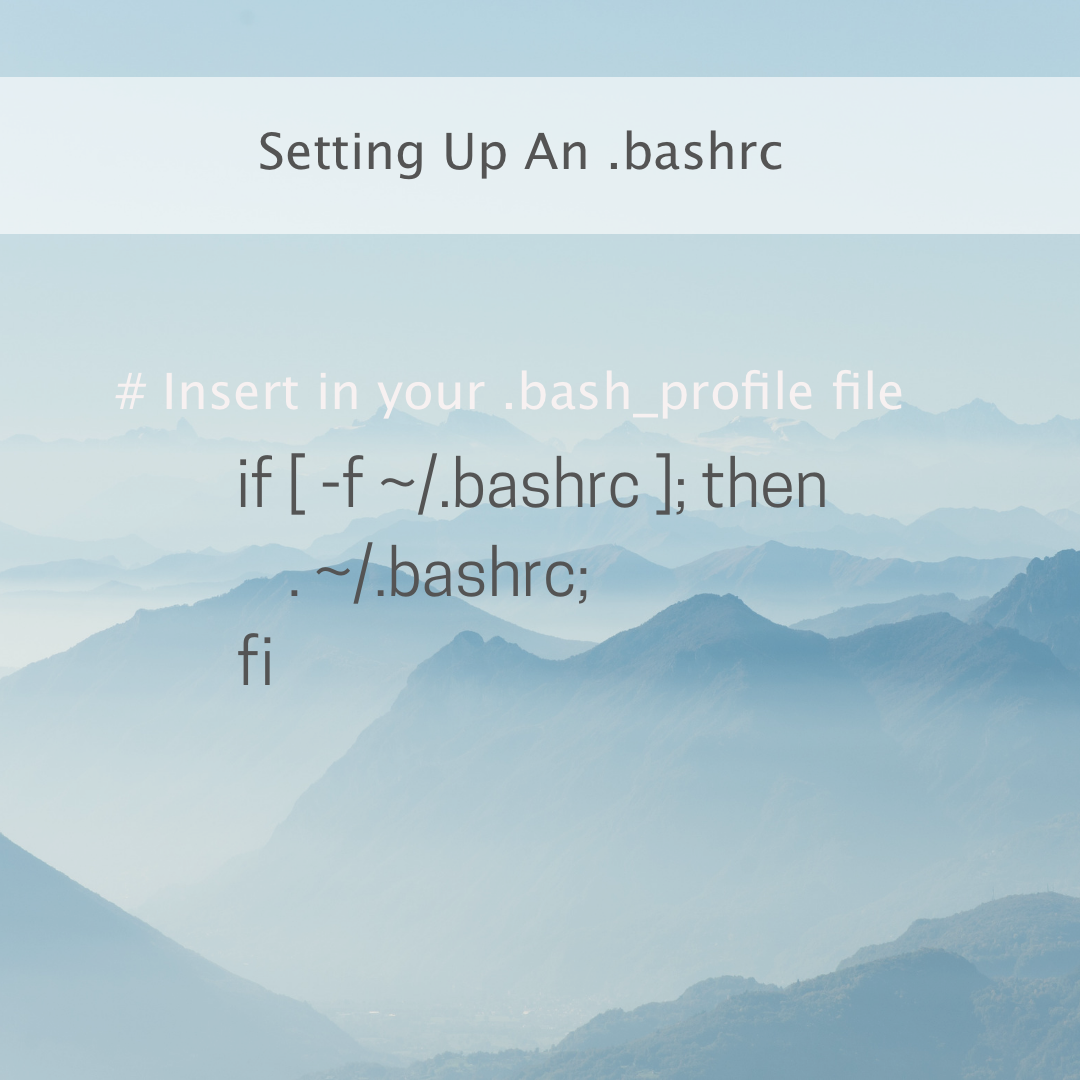 Setting Up An .bashrc
# Insert in your .bash_profile file
if [ -f ~/.bashrc ]; then
. ~/.bashrc;
fi